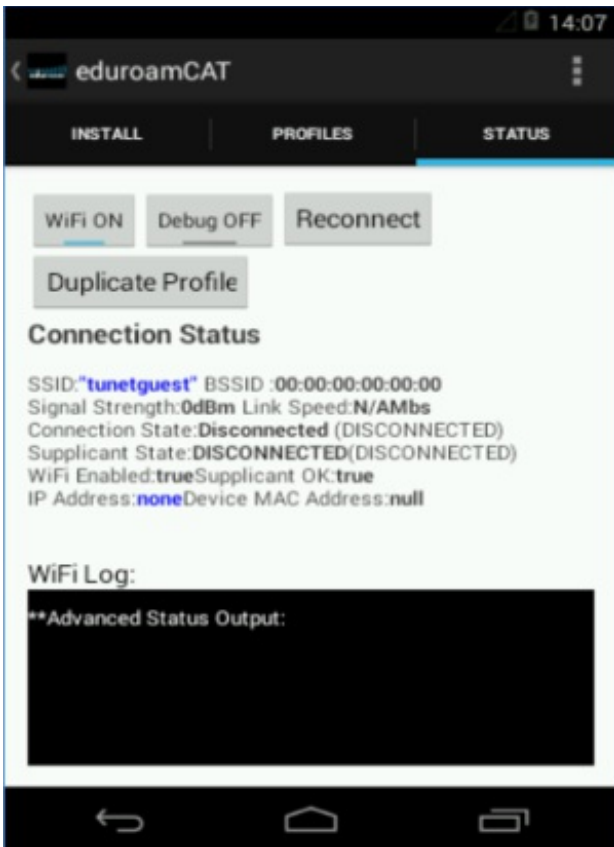 14:07
eduroamCAT
INSTALL PROFILES STATUS
WiFi ON Debug OFF Reconnect
Duplicate Profile
Connection Status
SSID:"tunetguest" BSSID :00:00:00:00:00:00
Signal Strength:0dBm Link Speed:N/AMbs
Connection State:Disconnected (DISCONNECTED)
Supplicant State:DISCONNECTED(DISCONNECTED)
WiFi Enabled:trueSupplicant OK:true
IP Address:noneDevice MAC Address:null
WiFi Log:
**Advanced Status Output: